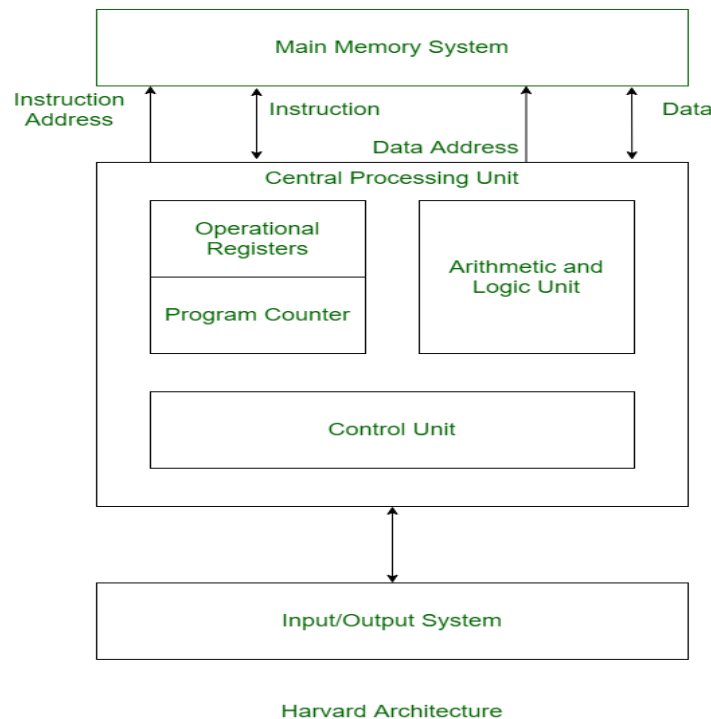 Main Memory System
Instruction
Address
Instruction
Data Address
Data
Central Processing Unit
Operational
Registers
Program Counter
Arithmetic and
Logic Unit
Control Unit
Input/Output System
Harvard Architecture